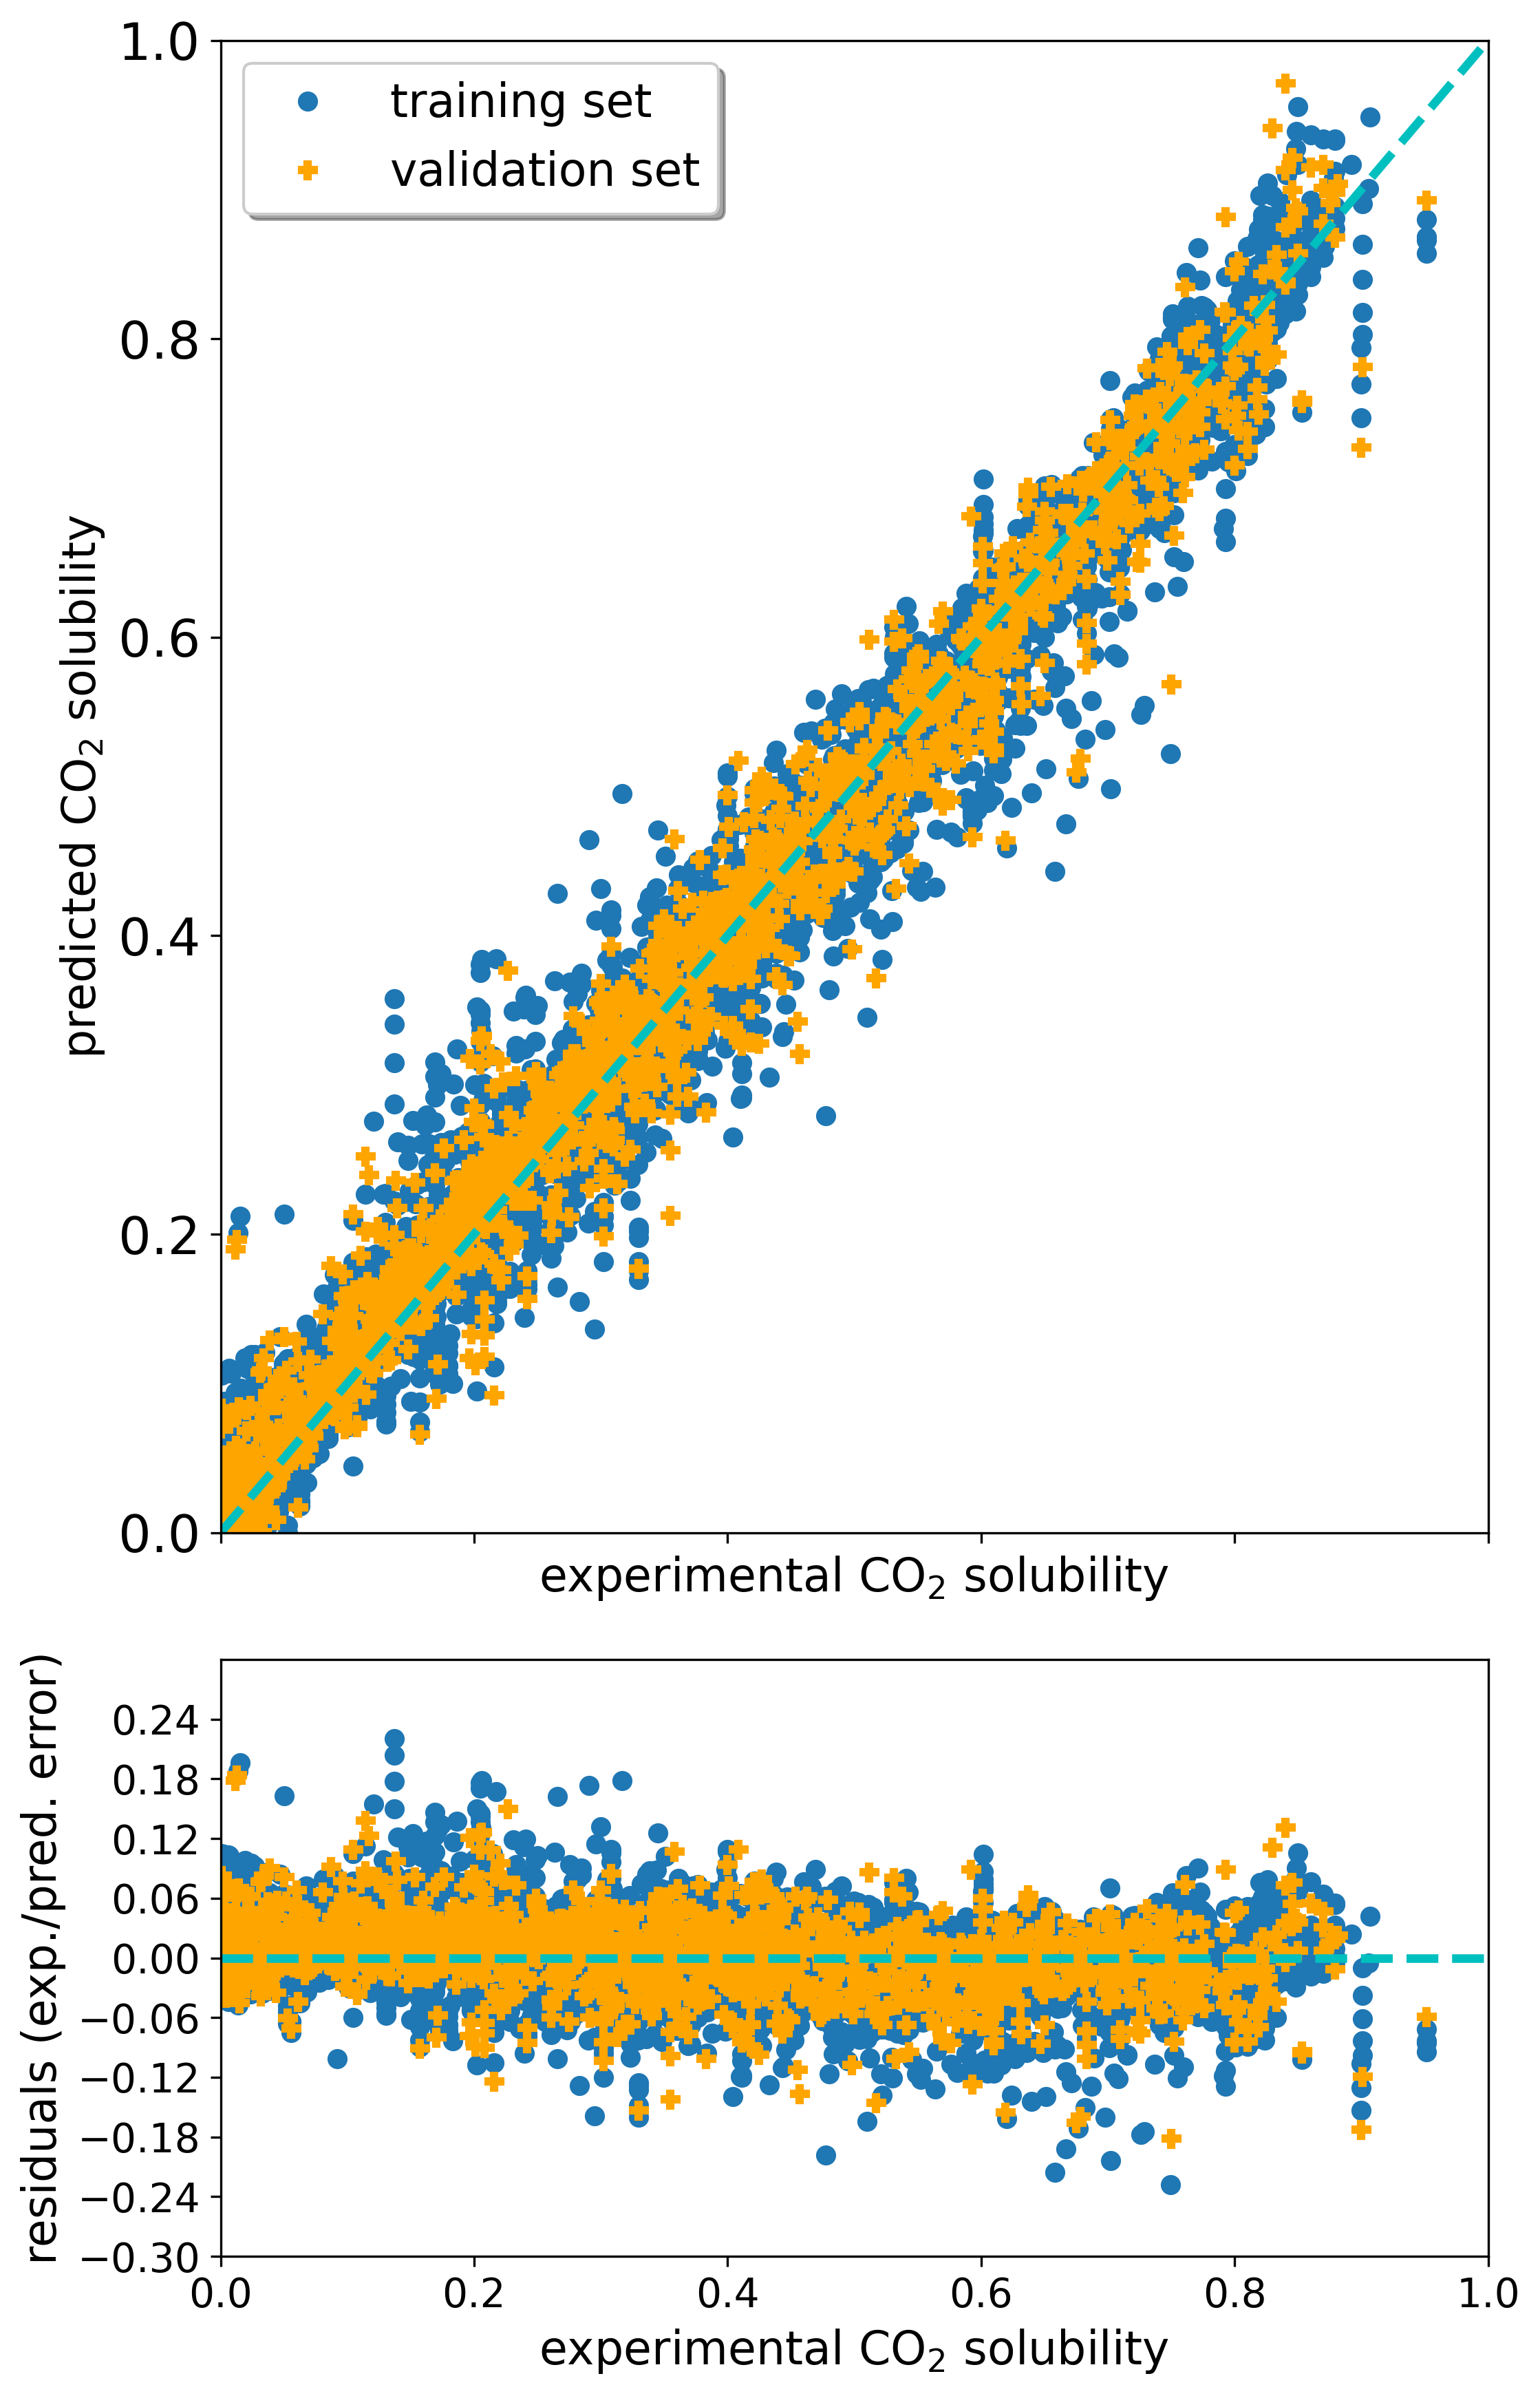 1.0
training set
validation set
0.8
0.6
0.4
0.2
0.0
predicted CO₂ solubility
experimental CO₂ solubility
residuals (exp./pred. error)
0.24
0.18
0.12
0.06
0.00
−0.06
−0.12
−0.18
−0.24
−0.30
0.0 0.2 0.4 0.6 0.8 1.0
experimental CO₂ solubility